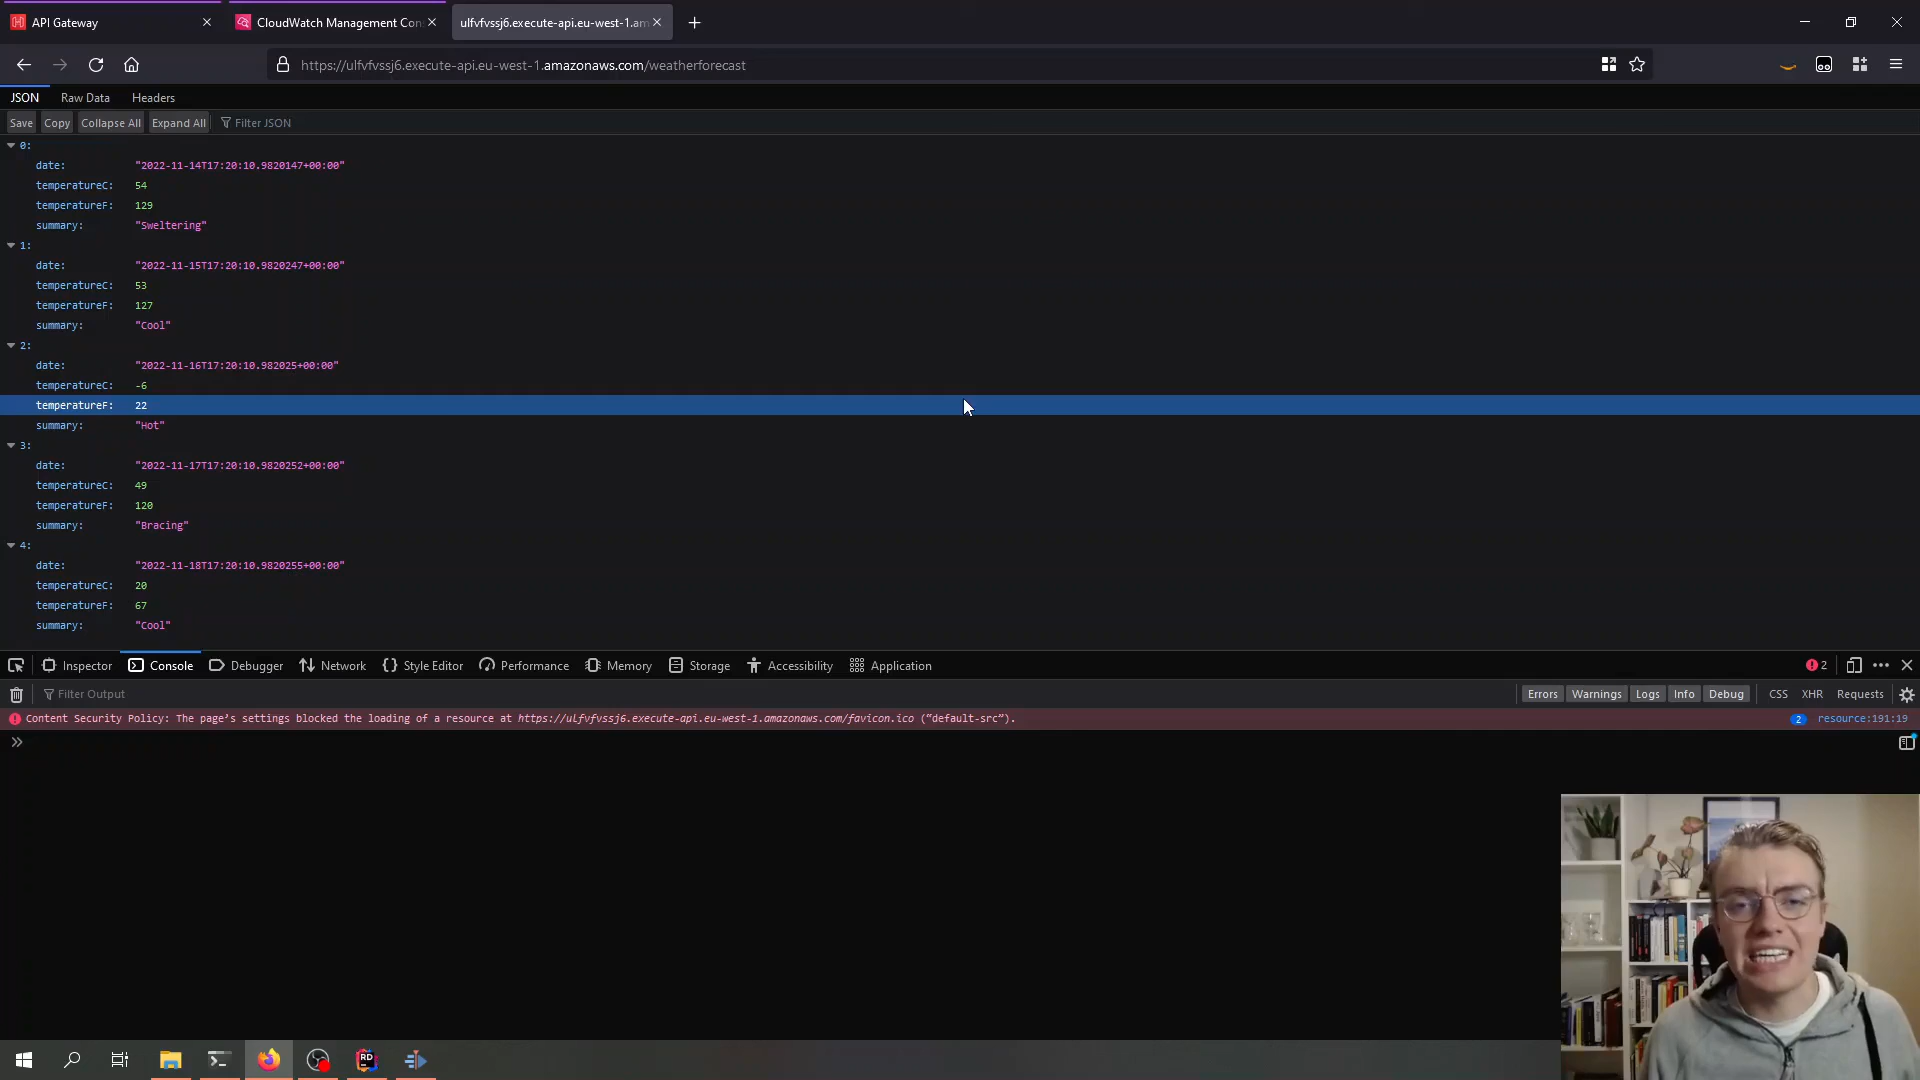 API Gateway
CloudWatch Management Con
ulfvfvssj6.execute-api.eu-west-1.am
https://ulfvfvssj6.execute-api.eu-west-1.amazonaws.com/weatherforecast
JSON Raw Data Headers
Save Copy Collapse All Expand All Filter JSON
0:
date: "2022-11-14T17:20:10.9820147+00:00"
temperatureC: 54
temperatureF: 129
summary: "Sweltering"
1:
date: "2022-11-15T17:20:10.9820247+00:00"
temperatureC: 53
temperatureF: 127
summary: "Cool"
2:
date: "2022-11-16T17:20:10.982025+00:00"
temperatureC: -6
temperatureF: 22
summary: "Hot"
3:
date: "2022-11-17T17:20:10.9820252+00:00"
temperatureC: 49
temperatureF: 120
summary: "Bracing"
4:
date: "2022-11-18T17:20:10.9820255+00:00"
temperatureC: 20
temperatureF: 67
summary: "Cool"
Inspector Console Debugger Network Style Editor Performance Memory Storage Accessibility Application 2
Filter Output Errors Warnings Logs Info Debug CSS XHR Requests
Content Security Policy: The page's settings blocked the loading of a resource at https://ulfvfvssj6.execute-api.eu-west-1.amazonaws.com/favicon.ico ("default-src"). 2 resource:191:19
RD